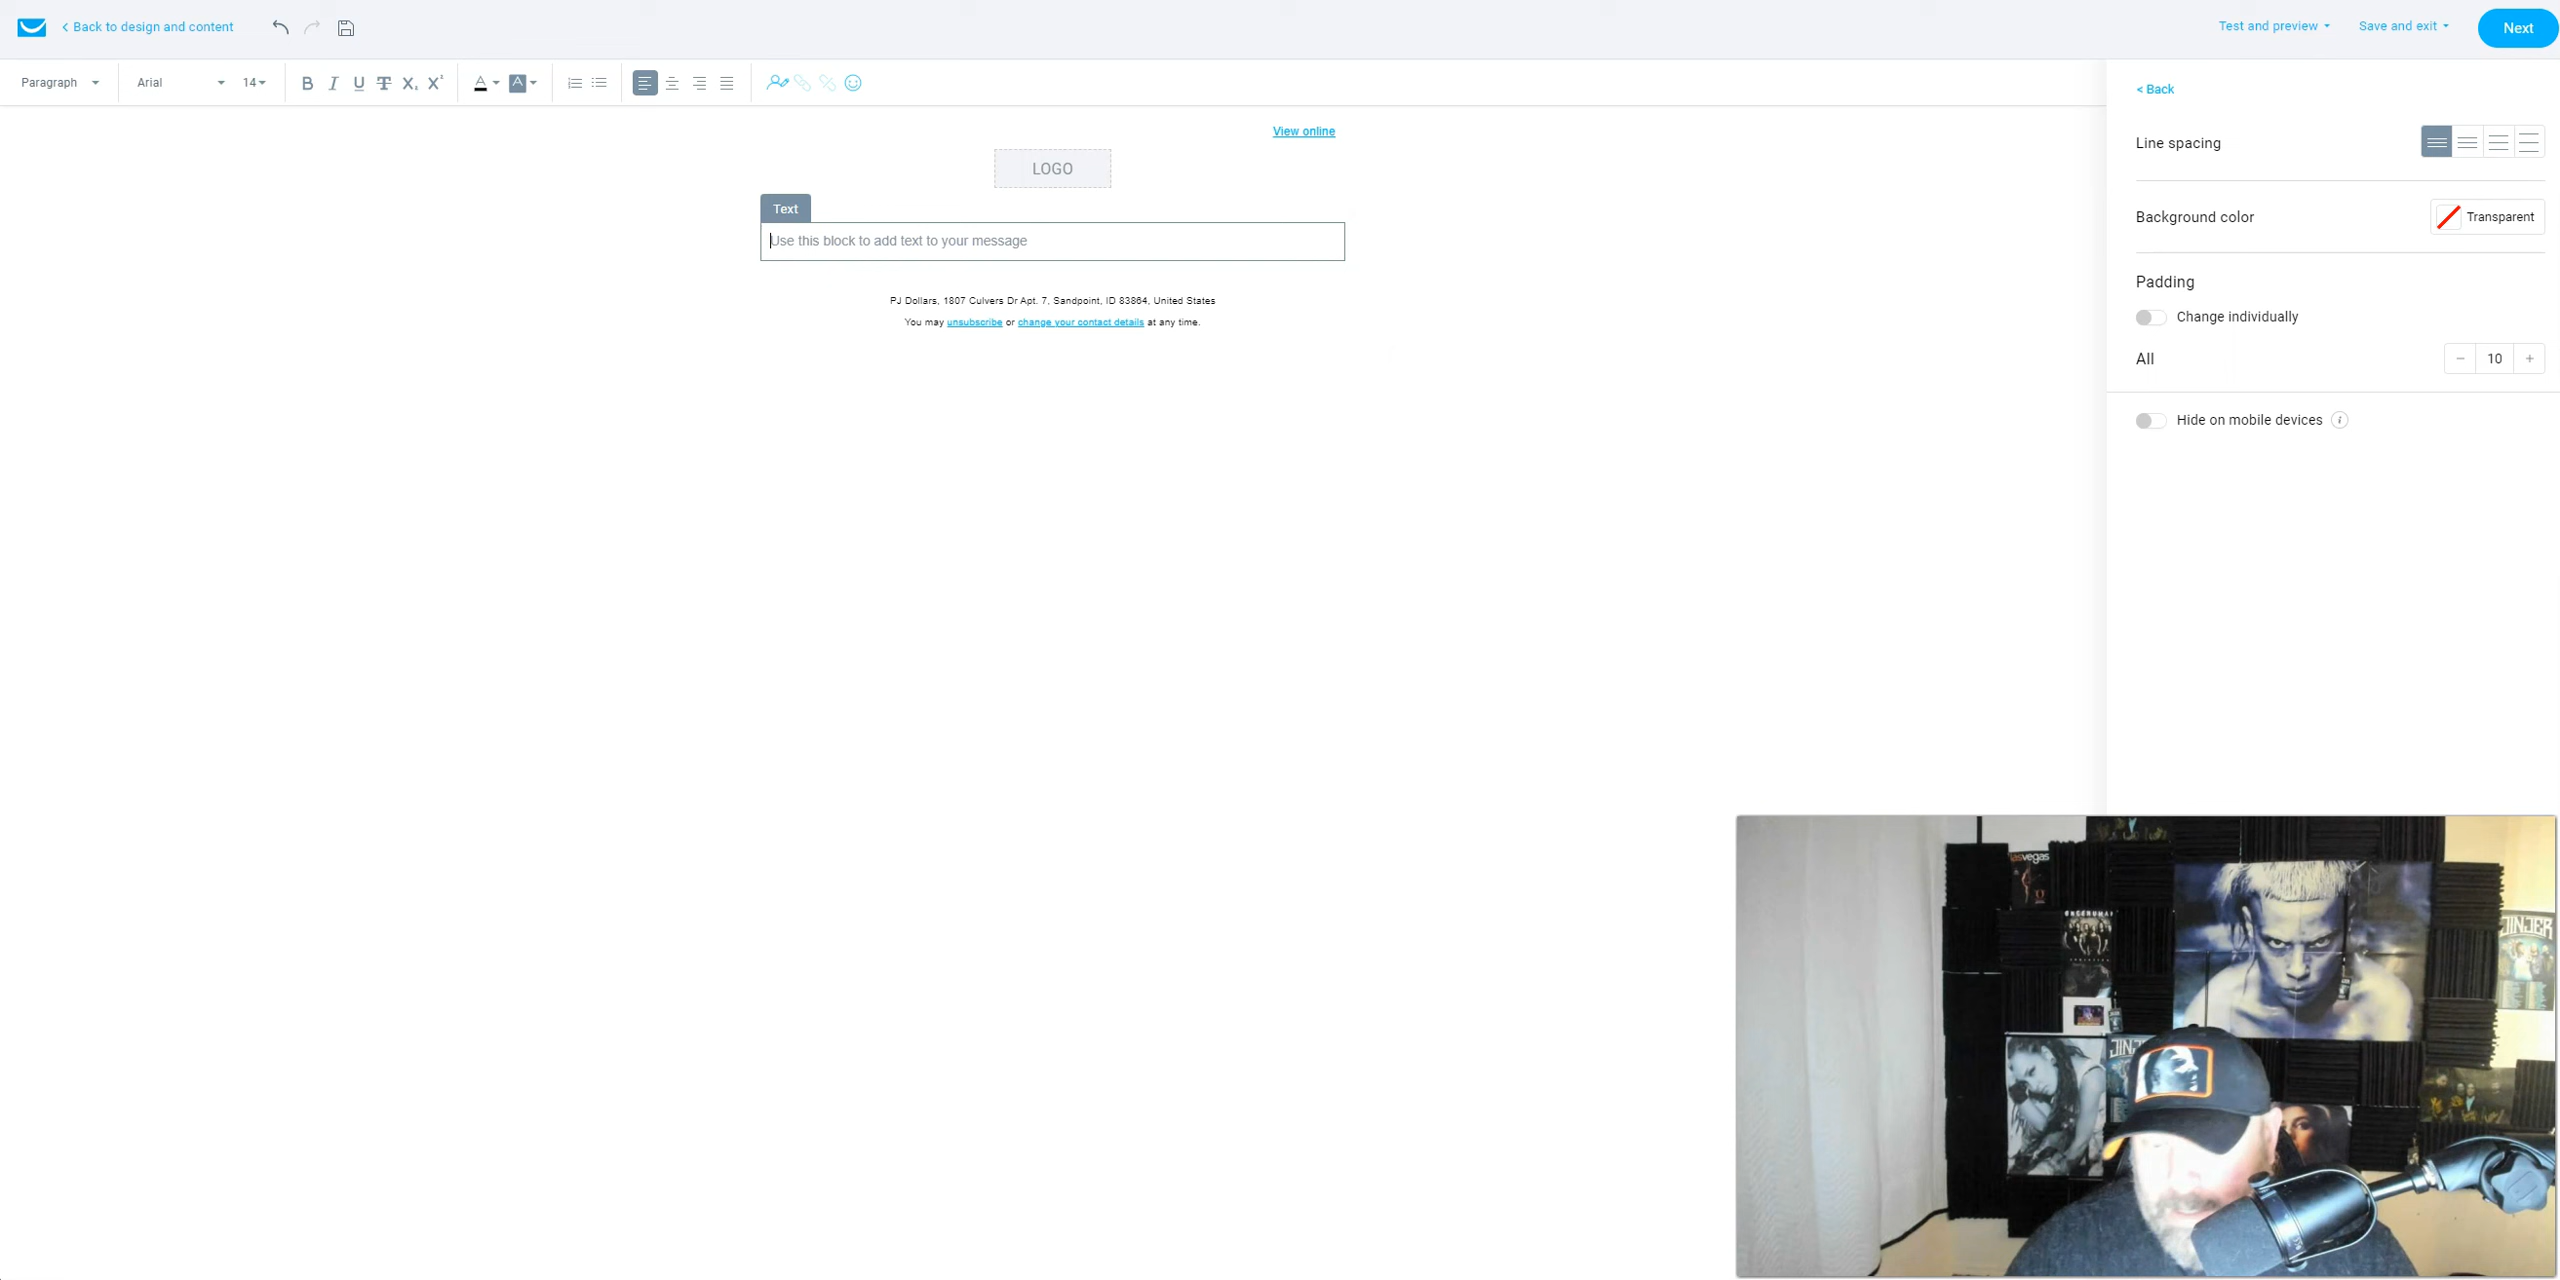 < Back to design and content
Test and preview
Save and exit
Next
Paragraph
Arial
14
B I U T X, X'
A
A
< Back
View online
Line spacing
LOGO
Text
Background color
Transparent
Use this block to add text to your message
Padding
PJ Dollars, 1807 Culvers Dr Apt. 7, Sandpoint, ID 83864, United States
Change individually
You may unsubscribe or change your contact details at any time.
All
− 10 +
Hide on mobile devices i
lasvegas
JINJER